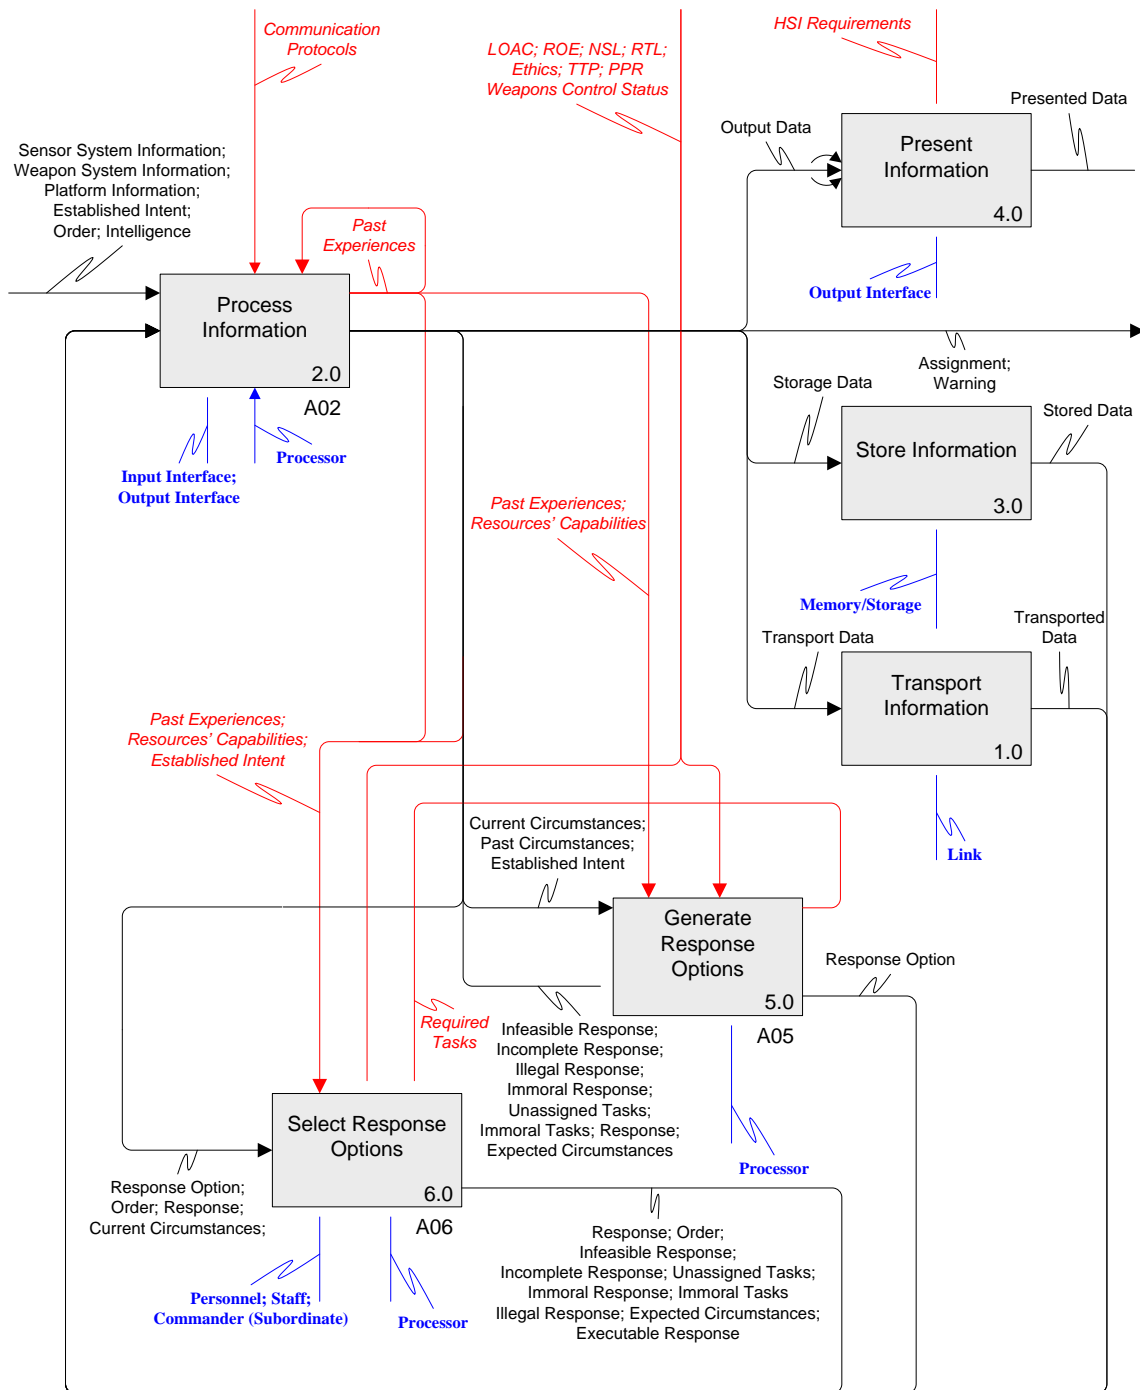 Communication
Protocols
LOAC; ROE; NSL; RTL;
Ethics; TTP; PPR
Weapons Control Status
HSI Requirements
Output Data
Presented Data
Present
Information
4.0
Output Interface
Sensor System Information;
Weapon System Information;
Platform Information;
Established Intent;
Order; Intelligence
Past
Experiences
Process
Information
2.0
A02
Input Interface;
Output Interface
Processor
Assignment;
Warning
Storage Data
Stored Data
Store Information
3.0
Memory/Storage
Past Experiences;
Resources' Capabilities
Transport Data
Transported
Data
Transport
Information
1.0
Link
Past Experiences;
Resources' Capabilities;
Established Intent
Current Circumstances;
Past Circumstances;
Established Intent
Generate
Response
Options
5.0
A05
Response Option
Required
Tasks
Infeasible Response;
Incomplete Response;
Illegal Response;
Immoral Response;
Unassigned Tasks;
Immoral Tasks; Response;
Expected Circumstances
Processor
Select Response
Options
6.0
A06
Response Option;
Order; Response;
Current Circumstances;
Personnel; Staff;
Commander (Subordinate)
Processor
Response; Order;
Infeasible Response;
Incomplete Response; Unassigned Tasks;
Immoral Response; Immoral Tasks
Illegal Response; Expected Circumstances;
Executable Response